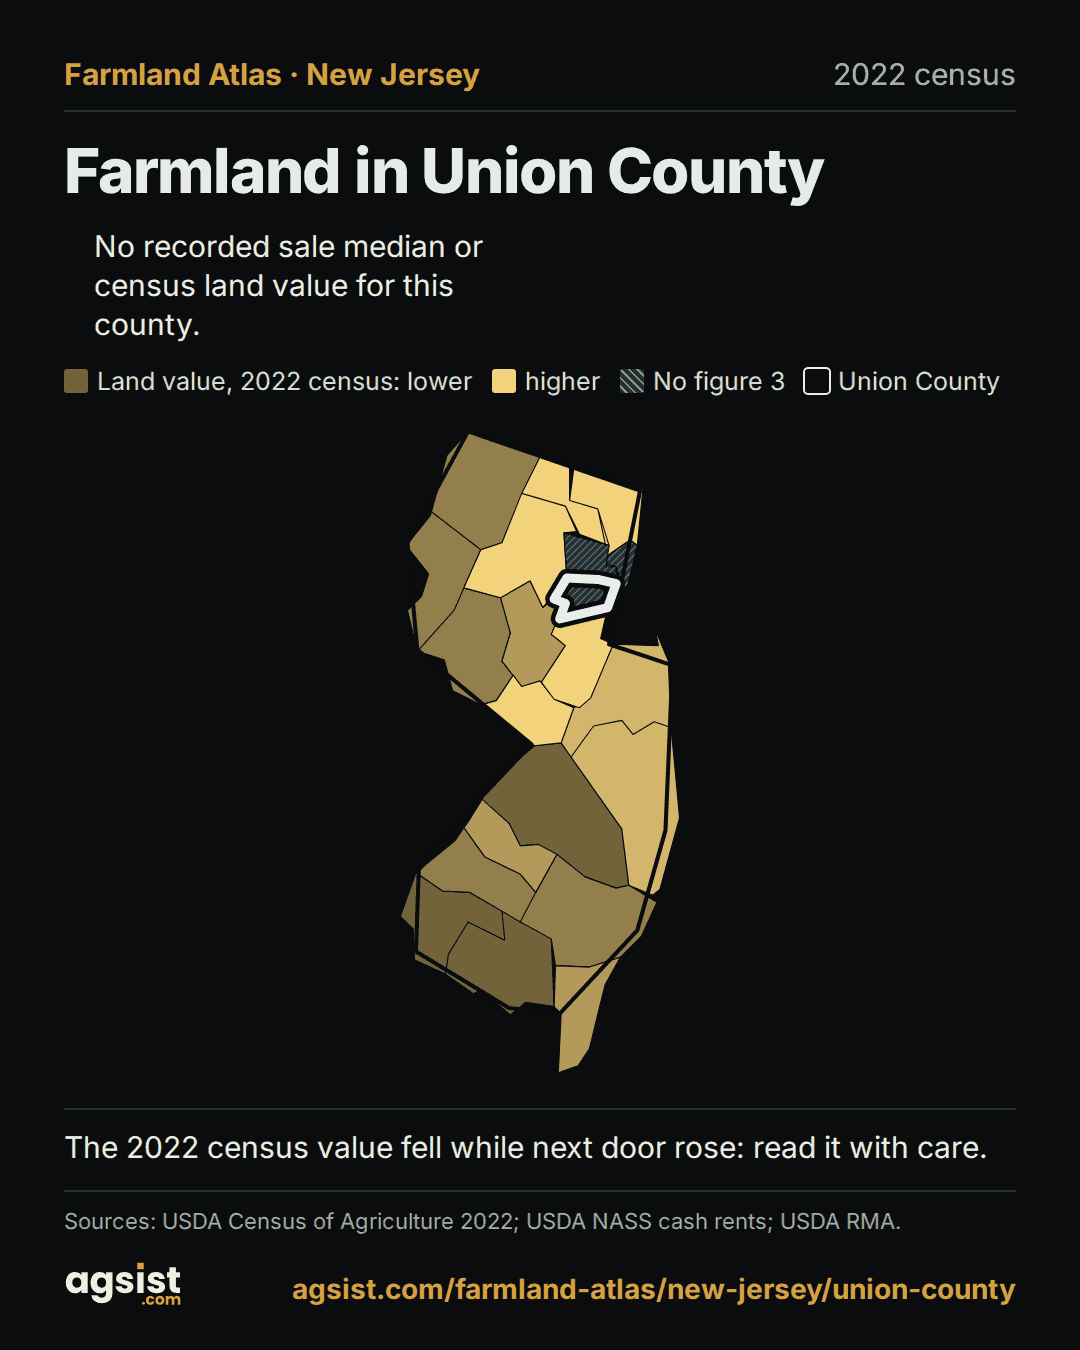 Farmland Atlas · New Jersey
2022 census
Farmland in Union County
No recorded sale median or
census land value for this
county.
Land value, 2022 census: lower
higher
No figure 3
Union County
The 2022 census value fell while next door rose: read it with care.
Sources: USDA Census of Agriculture 2022; USDA NASS cash rents; USDA RMA.
agsist
.com
agsist.com/farmland-atlas/new-jersey/union-county